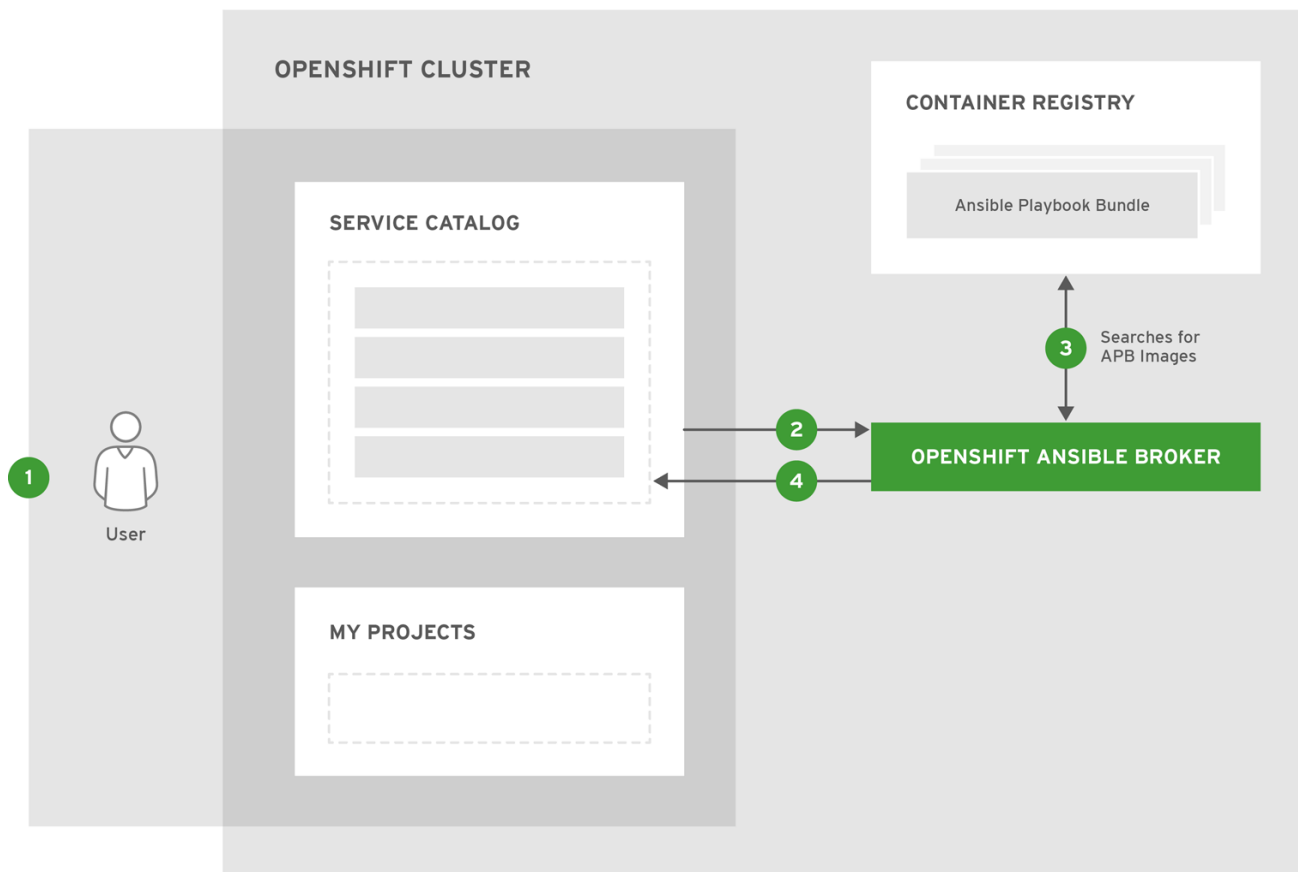 OPENSHIFT CLUSTER
CONTAINER REGISTRY
Ansible Playbook Bundle
SERVICE CATALOG
3
Searches for
APB Images
2
OPENSHIFT ANSIBLE BROKER
4
1
User
MY PROJECTS